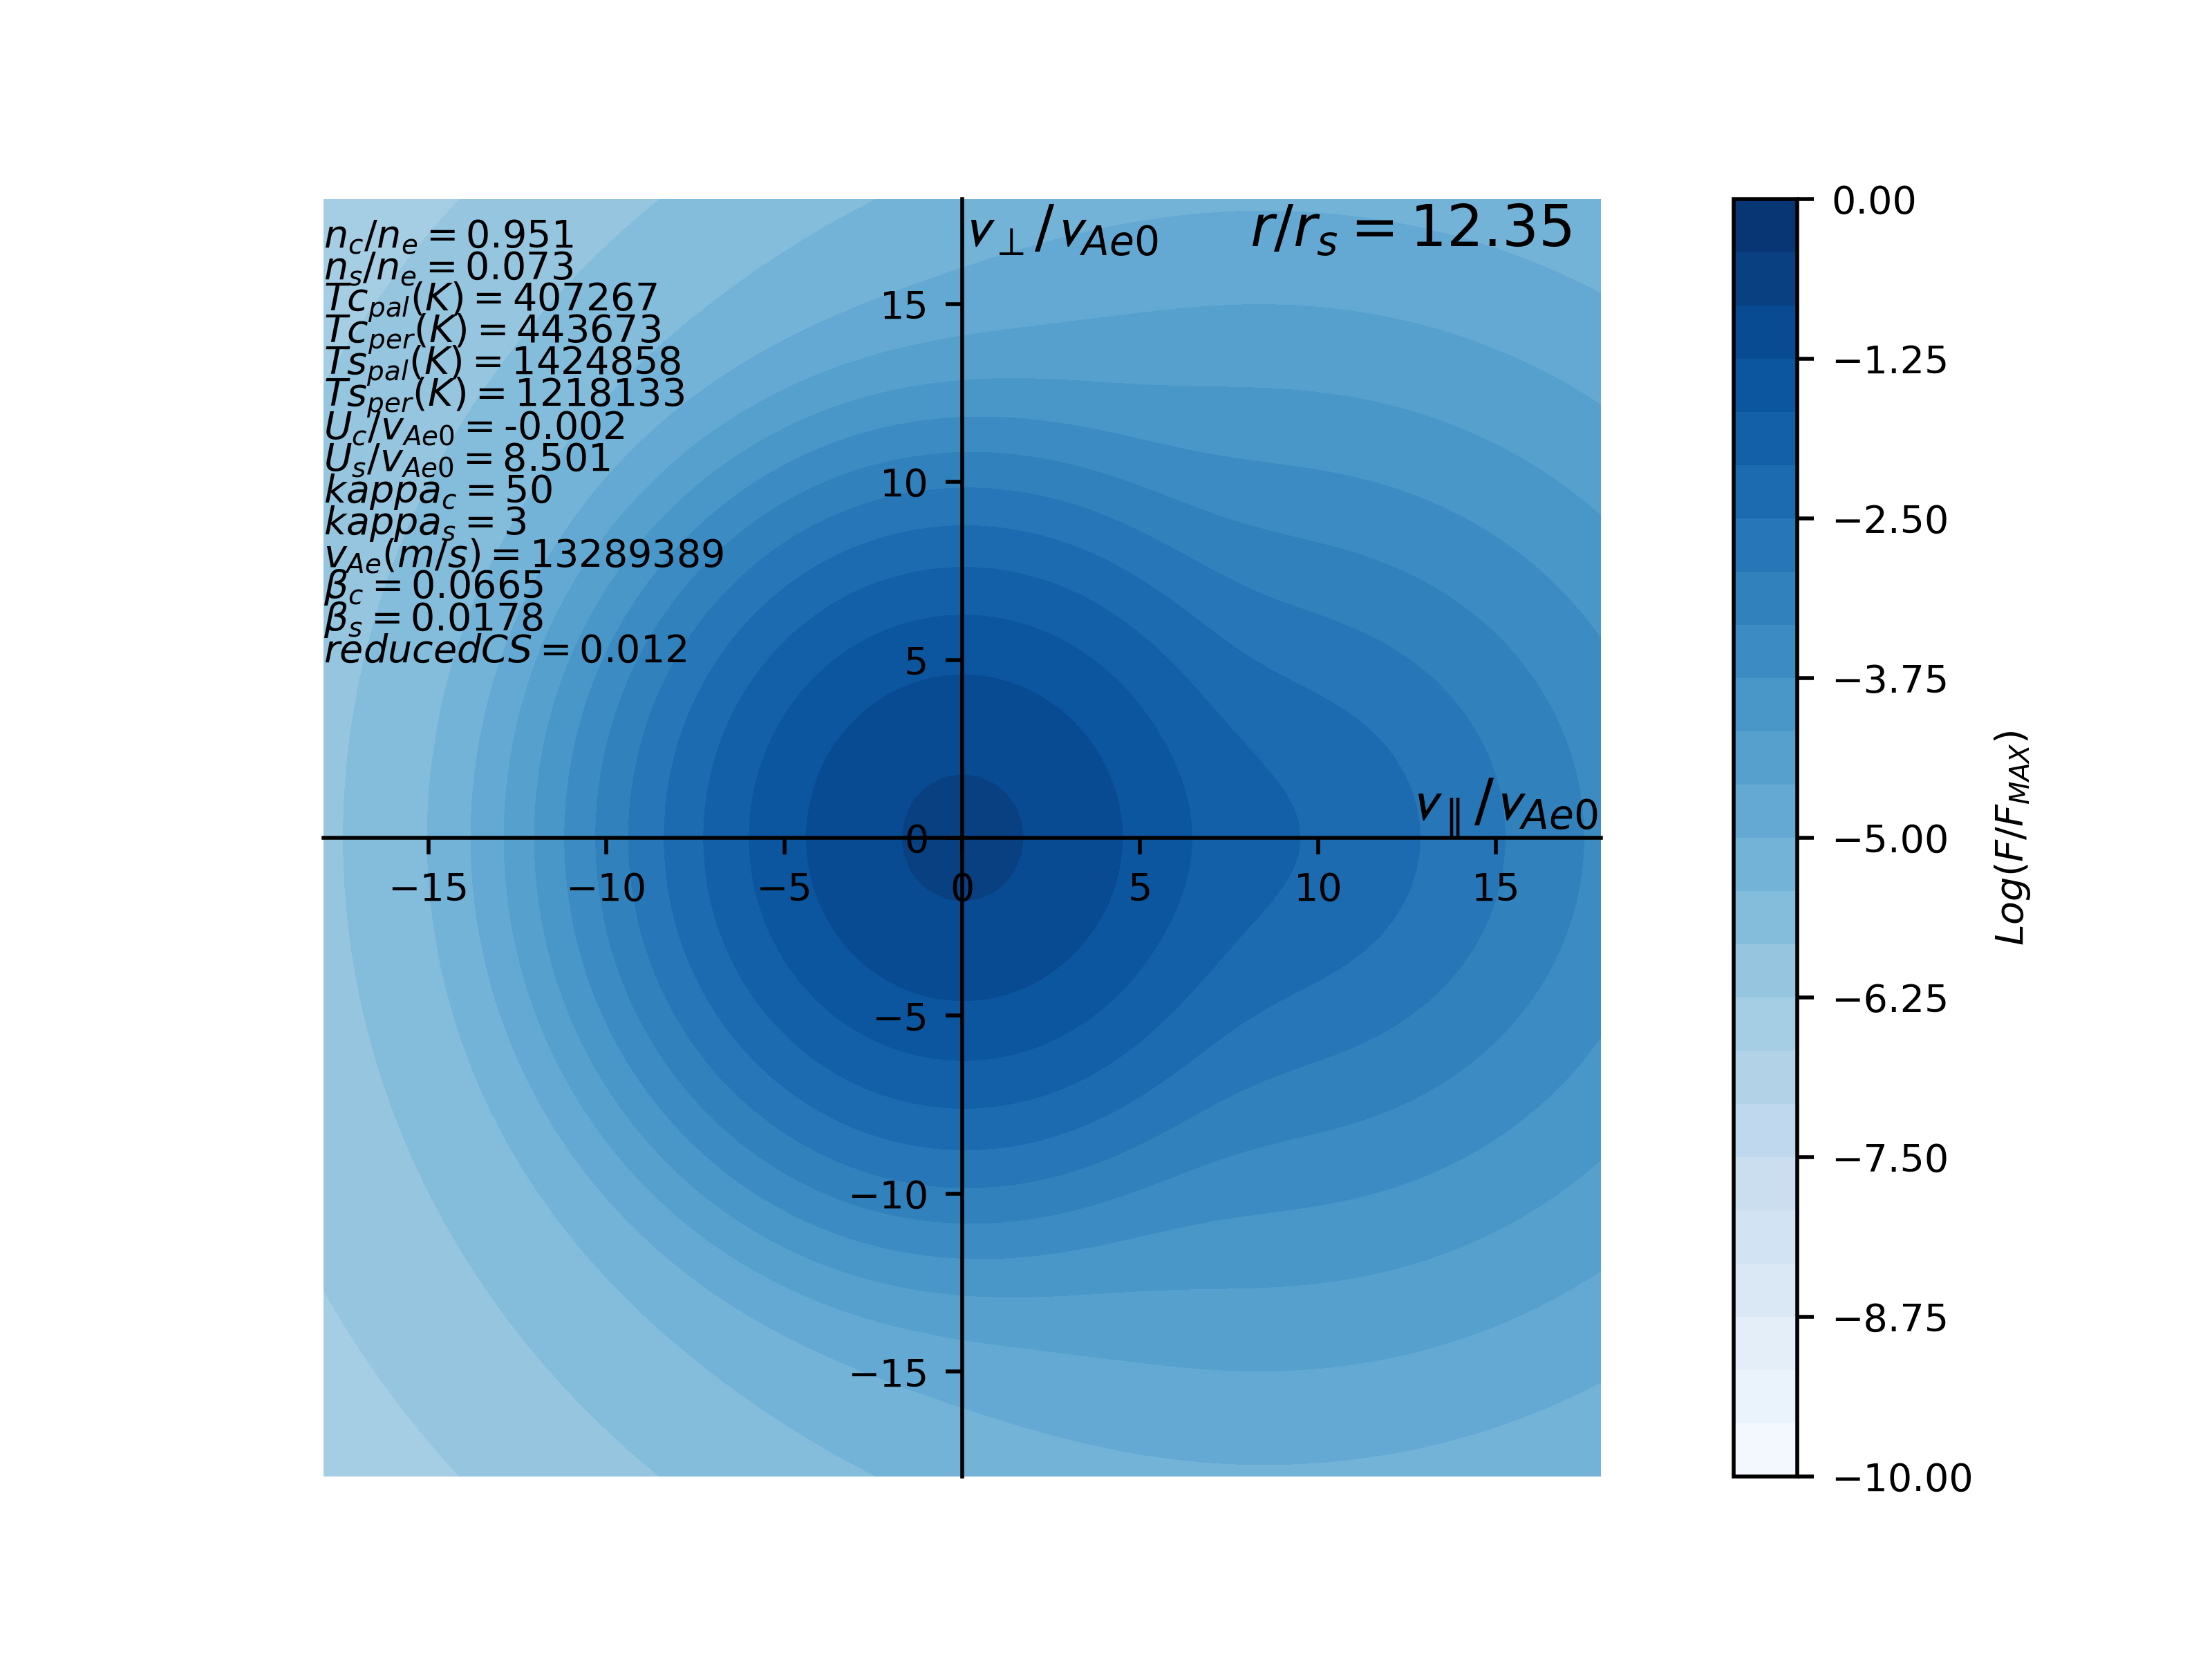 n_c/n_e = 0.951
n_s/n_e = 0.073
Tc_pal(K) = 407267
Tc_per(K) = 443673
Ts_pal(K) = 1424858
Ts_per(K) = 1218133
U_c/v_Ae0 = -0.002
U_s/v_Ae0 = 8.501
kappa_c = 50
kappa_s = 3
v_Ae(m/s) = 13289389
β_c = 0.0665
β_s = 0.0178
reducedCS = 0.012
v_⊥/v_Ae0
r/r_s = 12.35
15
10
5
0
−5
−10
−15
v_∥/v_Ae0
−15 −10 −5 0 5 10 15
0.00
−1.25
−2.50
−3.75
−5.00
−6.25
−7.50
−8.75
−10.00
Log(F/F_MAX)